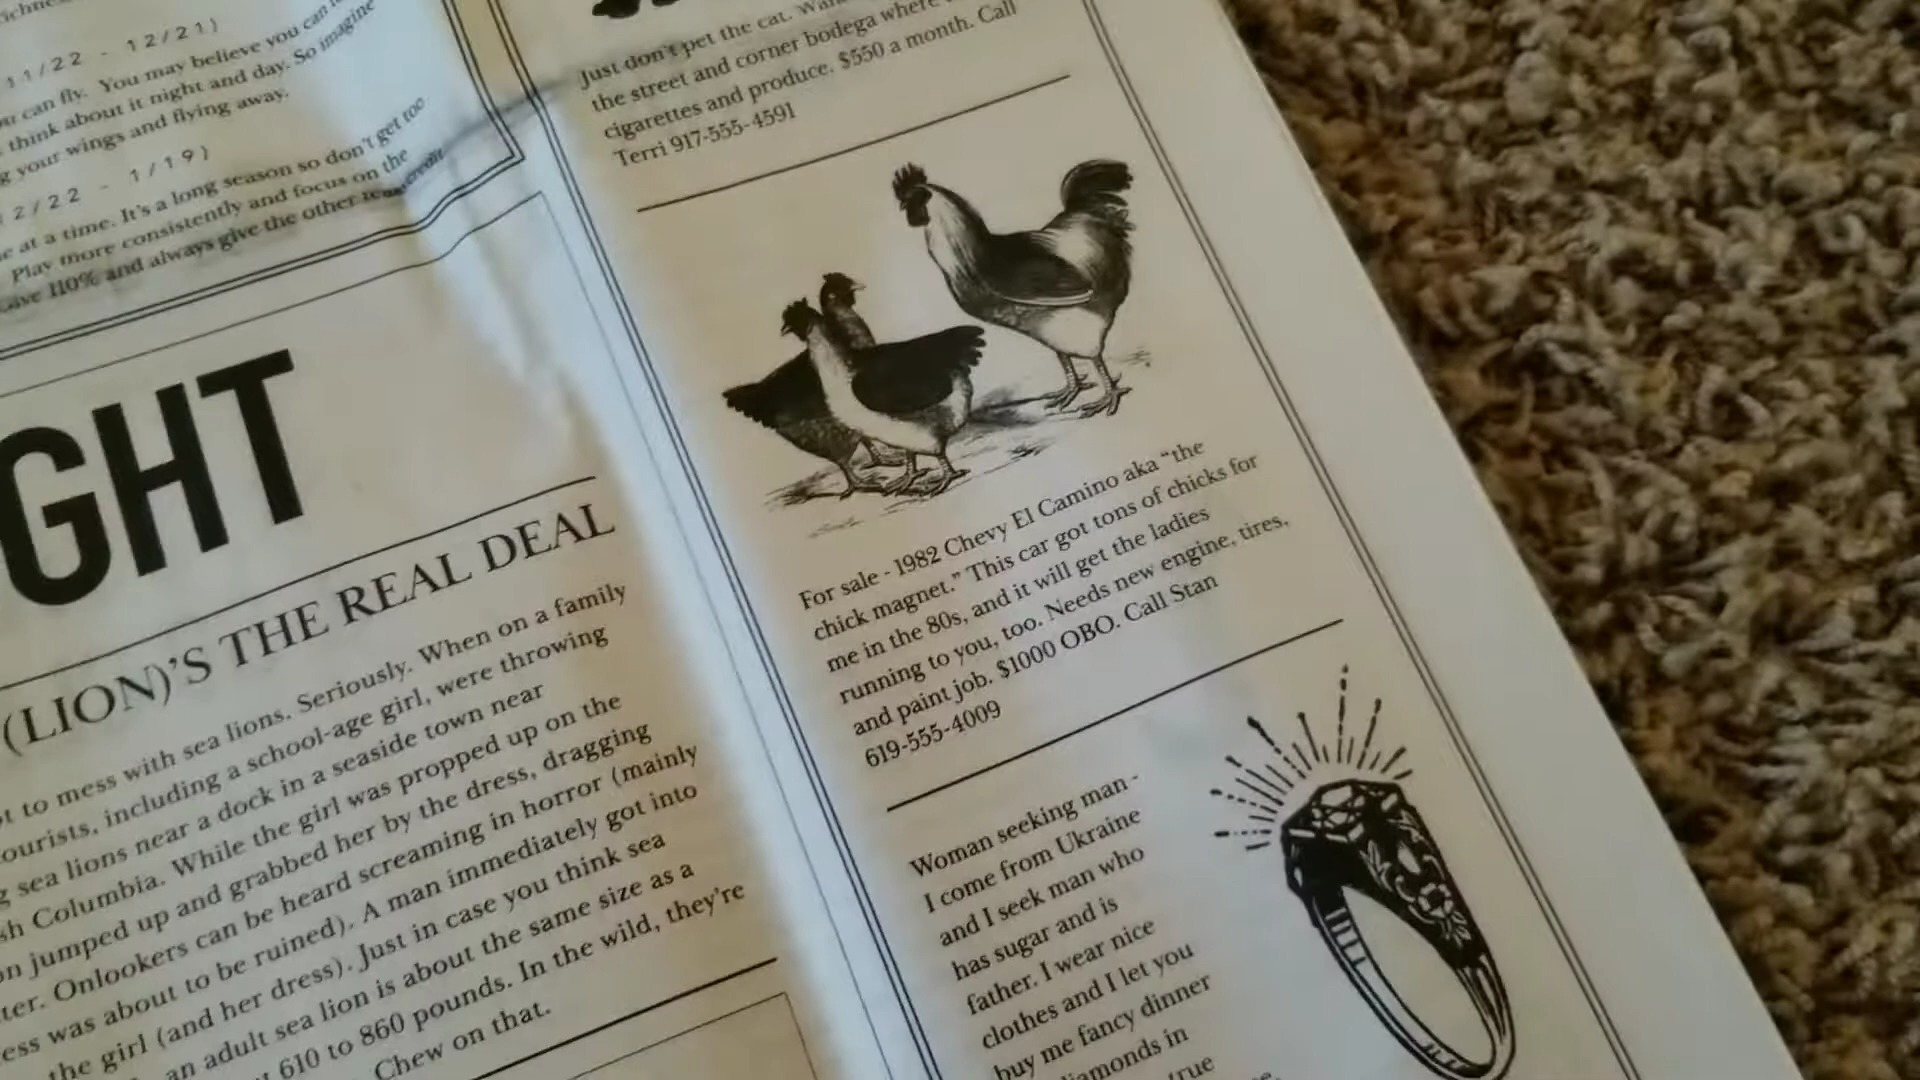 11/22 - 12/21)
can fly. You may believe you can
think about it night and day. So imagine
your wings and flying away.
2/22 - 1/19)
at a time. It's a long season so don't get too
Play more consistently and focus on the
110% and always give the other team credit
GHT
(LION)'S THE REAL DEAL
to mess with sea lions. Seriously. When on a family
including a school-age girl, were throwing
sea lions near a dock in a seaside town near
Columbia. While the girl was propped up on the
jumped up and grabbed her by the dress, dragging
Onlookers can be heard screaming in horror (mainly
was about to be ruined). A man immediately got into
the girl (and her dress). Just in case you think sea
an adult sea lion is about the same size as a
610 to 860 pounds. In the wild, they're
Chew on that.
Just don't pet the cat.
the street and corner bodega where
cigarettes and produce. $550 a month. Call
Terri 917-555-4591
For sale - 1982 Chevy El Camino aka "the
chick magnet." This car got tons of chicks for
me in the 80s, and it will get the ladies
running to you, too. Needs new engine, tires,
and paint job. $1000 OBO. Call Stan
619-555-4009
Woman seeking man -
I come from Ukraine
and I seek man who
has sugar and is
father. I wear nice
clothes and I let you
buy me fancy dinner
in